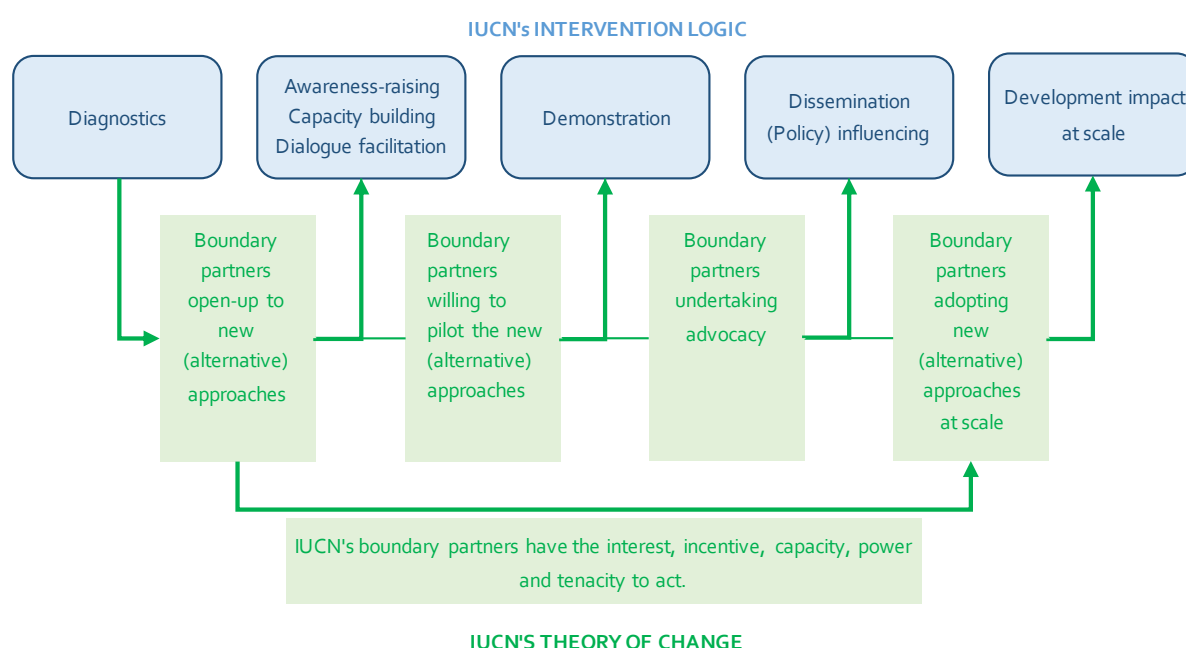 IUCN's INTERVENTION LOGIC
Diagnostics
Awareness-raising
Capacity building
Dialogue facilitation
Demonstration
Dissemination
(Policy) influencing
Development impact
at scale
Boundary
partners
open-up to
new
(alternative)
approaches
Boundary
partners
willing to
pilot the new
(alternative)
approaches
Boundary
partners
undertaking
advocacy
Boundary
partners
adopting
new
(alternative)
approaches
at scale
IUCN's boundary partners have the interest, incentive, capacity, power
and tenacity to act.
IUCN'S THEORY OF CHANGE